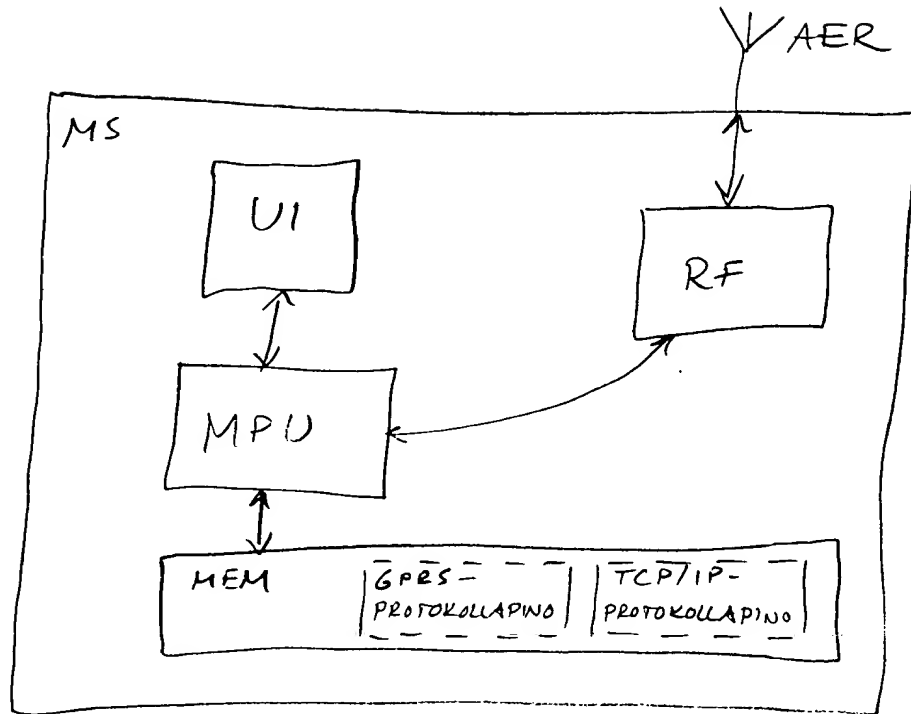 AER
MS
UI
RF
MPU
MEM
GPRS-
PROTOKOLLAPINO
TCP/IP-
PROTOKOLLAPINO